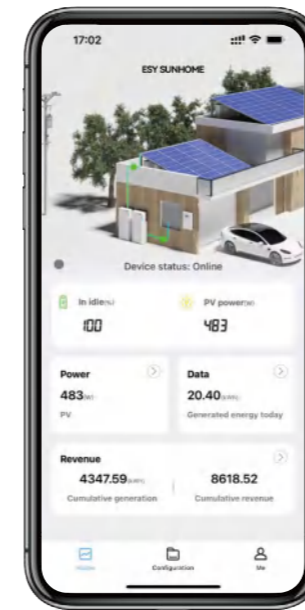 17:02
ESY SUNHOME
Device status: Online
In idle(%)
PV power(W)
100
483
Power
Data
483(W)
20.40(kWh)
PV
Generated energy today
Revenue
4347.59(kWh)
8618.52
Cumulative generation
Cumulative revenue
Home
Configuration
Me